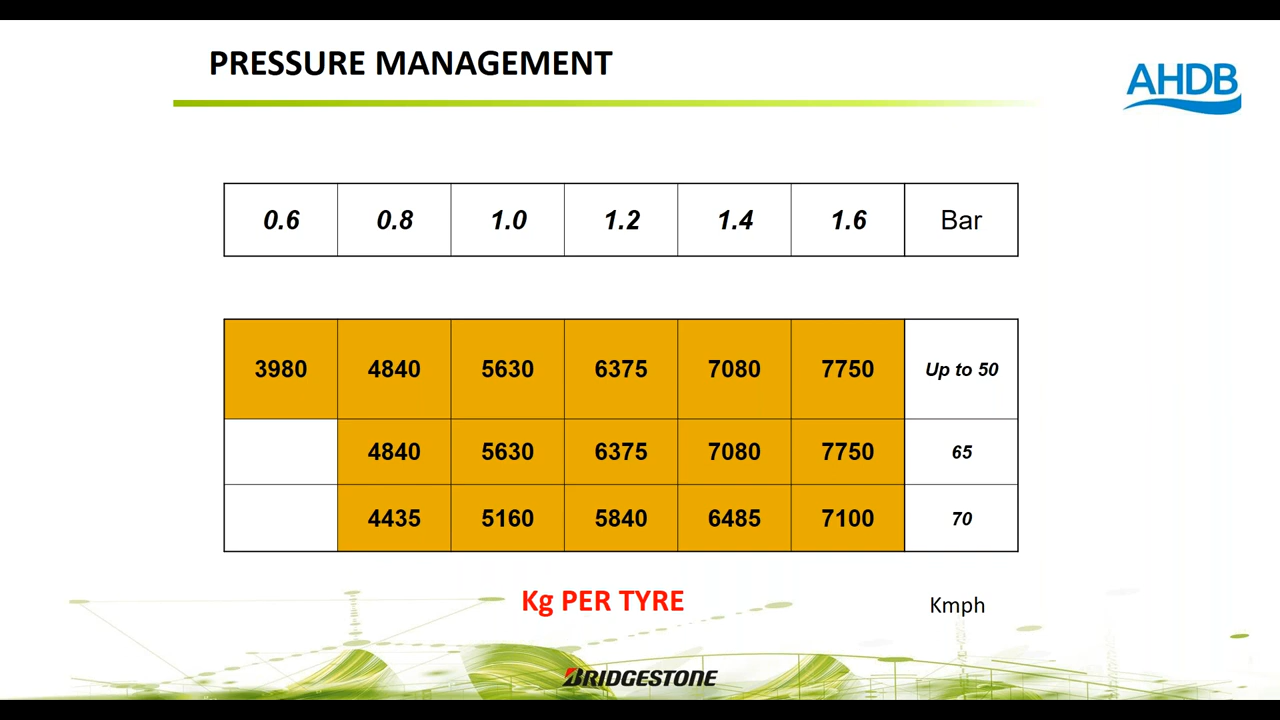 PRESSURE MANAGEMENT
AHDB
0.6 0.8 1.0 1.2 1.4 1.6 Bar
3980 4840 5630 6375 7080 7750 Up to 50
4840 5630 6375 7080 7750 65
4435 5160 5840 6485 7100 70
Kg PER TYRE
Kmph
BRIDGESTONE